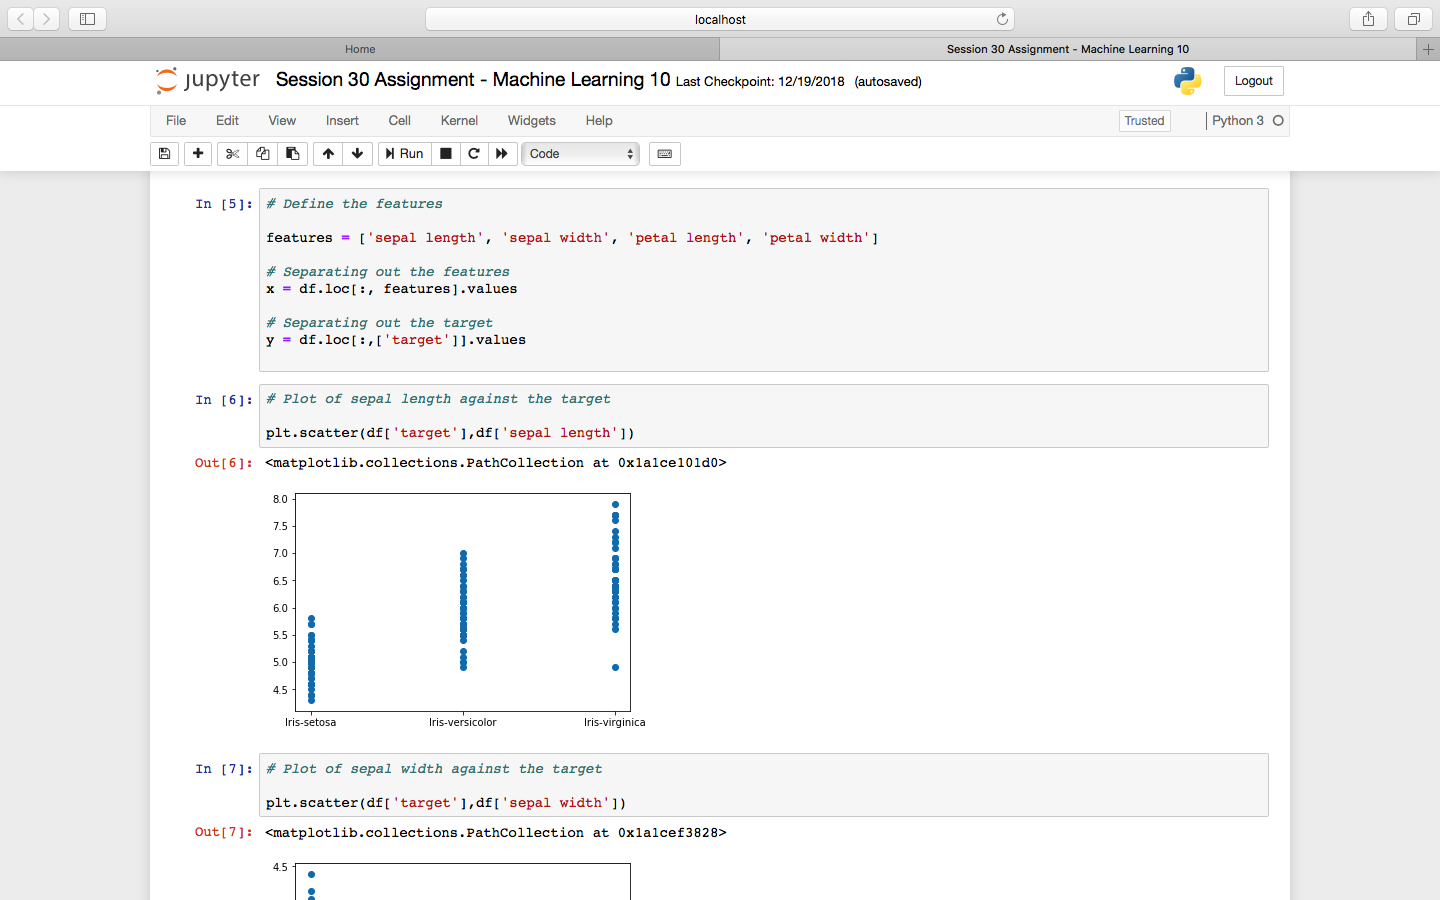 localhost
Home
Session 30 Assignment - Machine Learning 10
jupyter Session 30 Assignment - Machine Learning 10 Last Checkpoint: 12/19/2018 (autosaved)
Logout
File Edit View Insert Cell Kernel Widgets Help
Trusted
Python 3
Run
Code
In [5]:
# Define the features
features = ['sepal length', 'sepal width', 'petal length', 'petal width']
# Separating out the features
x = df.loc[:, features].values
# Separating out the target
y = df.loc[:,['target']].values
In [6]:
# Plot of sepal length against the target
plt.scatter(df['target'],df['sepal length'])
Out[6]: <matplotlib.collections.PathCollection at 0x1a1ce101d0>
8.0
7.5
7.0
6.5
6.0
5.5
5.0
4.5
Iris-setosa Iris-versicolor Iris-virginica
In [7]:
# Plot of sepal width against the target
plt.scatter(df['target'],df['sepal width'])
Out[7]: <matplotlib.collections.PathCollection at 0x1a1cef3828>
4.5